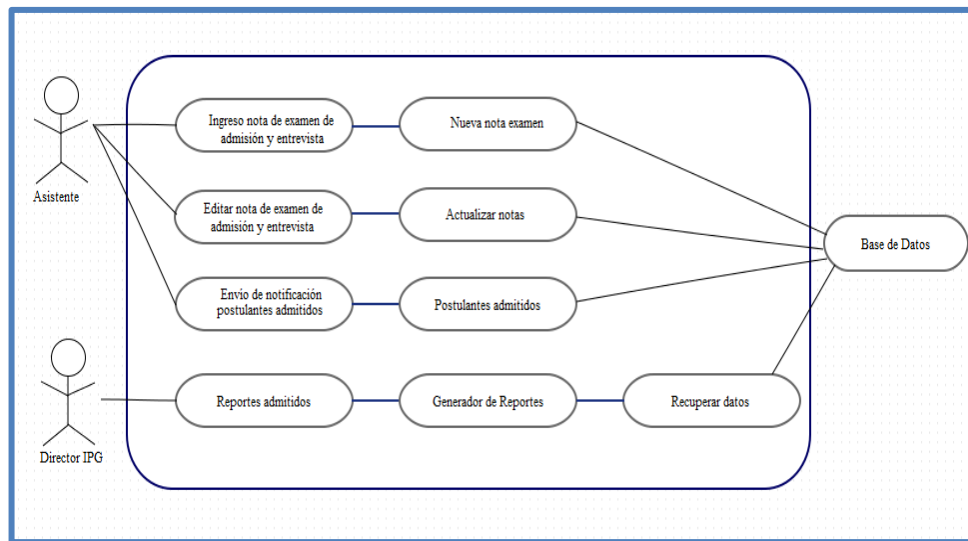 Ingreso nota de examen de
admisión y entrevista
Nueva nota examen
Asistente
Editar nota de examen de
admisión y entrevista
Actualizar notas
Base de Datos
Envio de notificación
postulantes admitidos
Postulantes admitidos
Reportes admitidos
Generador de Reportes
Recuperar datos
Director IPG